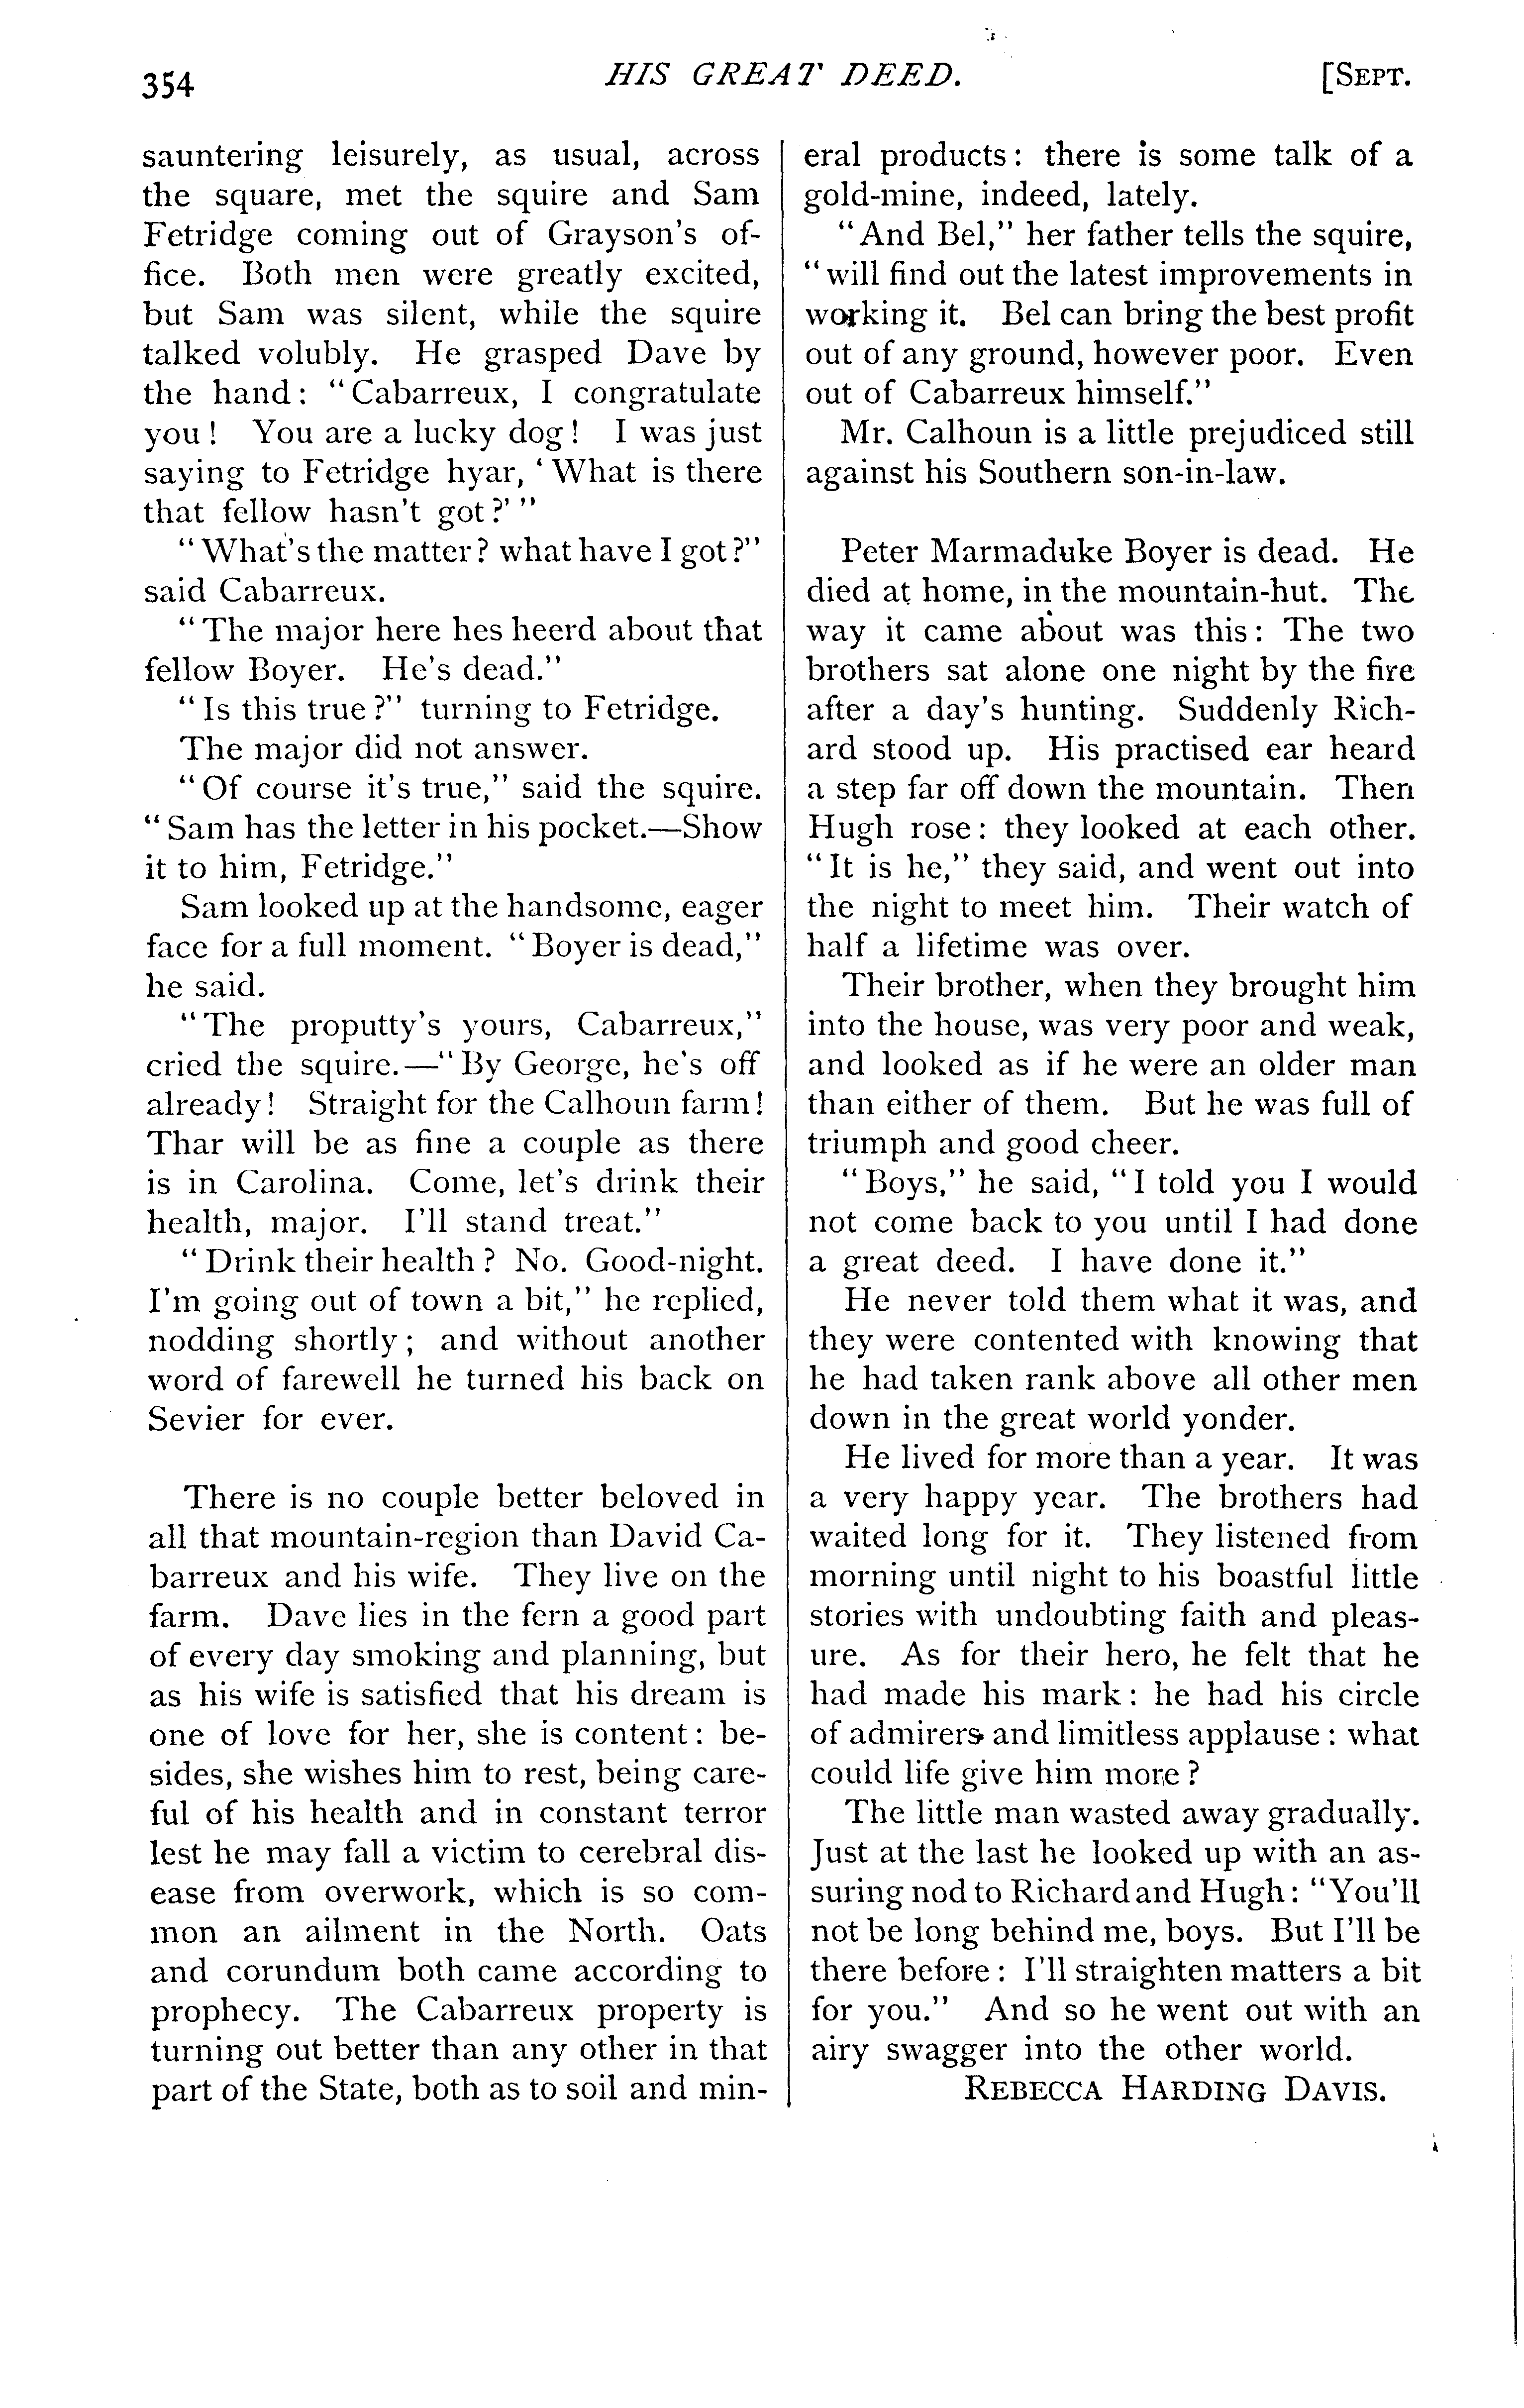 354
HIS GREAT DEED.
[SEPT.
sauntering leisurely, as usual, across
the square, met the squire and Sam
Fetridge coming out of Grayson's of-
fice. Both men were greatly excited,
but Sam was silent, while the squire
talked volubly. He grasped Dave by
the hand: "Cabarreux, I congratulate
you! You are a lucky dog! I was just
saying to Fetridge hyar, 'What is there
that fellow hasn't got?'"
"What's the matter? what have I got?"
said Cabarreux.
"The major here hes heerd about that
fellow Boyer. He's dead."
"Is this true?" turning to Fetridge.
The major did not answer.
"Of course it's true," said the squire.
"Sam has the letter in his pocket.—Show
it to him, Fetridge."
Sam looked up at the handsome, eager
face for a full moment. "Boyer is dead,"
he said.
"The proputty's yours, Cabarreux,"
cried the squire.—"By George, he's off
already! Straight for the Calhoun farm!
Thar will be as fine a couple as there
is in Carolina. Come, let's drink their
health, major. I'll stand treat."
"Drink their health? No. Good-night.
I'm going out of town a bit," he replied,
nodding shortly; and without another
word of farewell he turned his back on
Sevier for ever.
There is no couple better beloved in
all that mountain-region than David Ca-
barreux and his wife. They live on the
farm. Dave lies in the fern a good part
of every day smoking and planning, but
as his wife is satisfied that his dream is
one of love for her, she is content: be-
sides, she wishes him to rest, being care-
ful of his health and in constant terror
lest he may fall a victim to cerebral dis-
ease from overwork, which is so com-
mon an ailment in the North. Oats
and corundum both came according to
prophecy. The Cabarreux property is
turning out better than any other in that
part of the State, both as to soil and min-
eral products: there is some talk of a
gold-mine, indeed, lately.
"And Bel," her father tells the squire,
"will find out the latest improvements in
working it. Bel can bring the best profit
out of any ground, however poor. Even
out of Cabarreux himself."
Mr. Calhoun is a little prejudiced still
against his Southern son-in-law.
Peter Marmaduke Boyer is dead. He
died at home, in the mountain-hut. The
way it came about was this: The two
brothers sat alone one night by the fire
after a day's hunting. Suddenly Rich-
ard stood up. His practised ear heard
a step far off down the mountain. Then
Hugh rose: they looked at each other.
"It is he," they said, and went out into
the night to meet him. Their watch of
half a lifetime was over.
Their brother, when they brought him
into the house, was very poor and weak,
and looked as if he were an older man
than either of them. But he was full of
triumph and good cheer.
"Boys," he said, "I told you I would
not come back to you until I had done
a great deed. I have done it."
He never told them what it was, and
they were contented with knowing that
he had taken rank above all other men
down in the great world yonder.
He lived for more than a year. It was
a very happy year. The brothers had
waited long for it. They listened from
morning until night to his boastful little
stories with undoubting faith and pleas-
ure. As for their hero, he felt that he
had made his mark: he had his circle
of admirers and limitless applause: what
could life give him more?
The little man wasted away gradually.
Just at the last he looked up with an as-
suring nod to Richard and Hugh: "You'll
not be long behind me, boys. But I'll be
there before: I'll straighten matters a bit
for you." And so he went out with an
airy swagger into the other world.
REBECCA HARDING DAVIS.